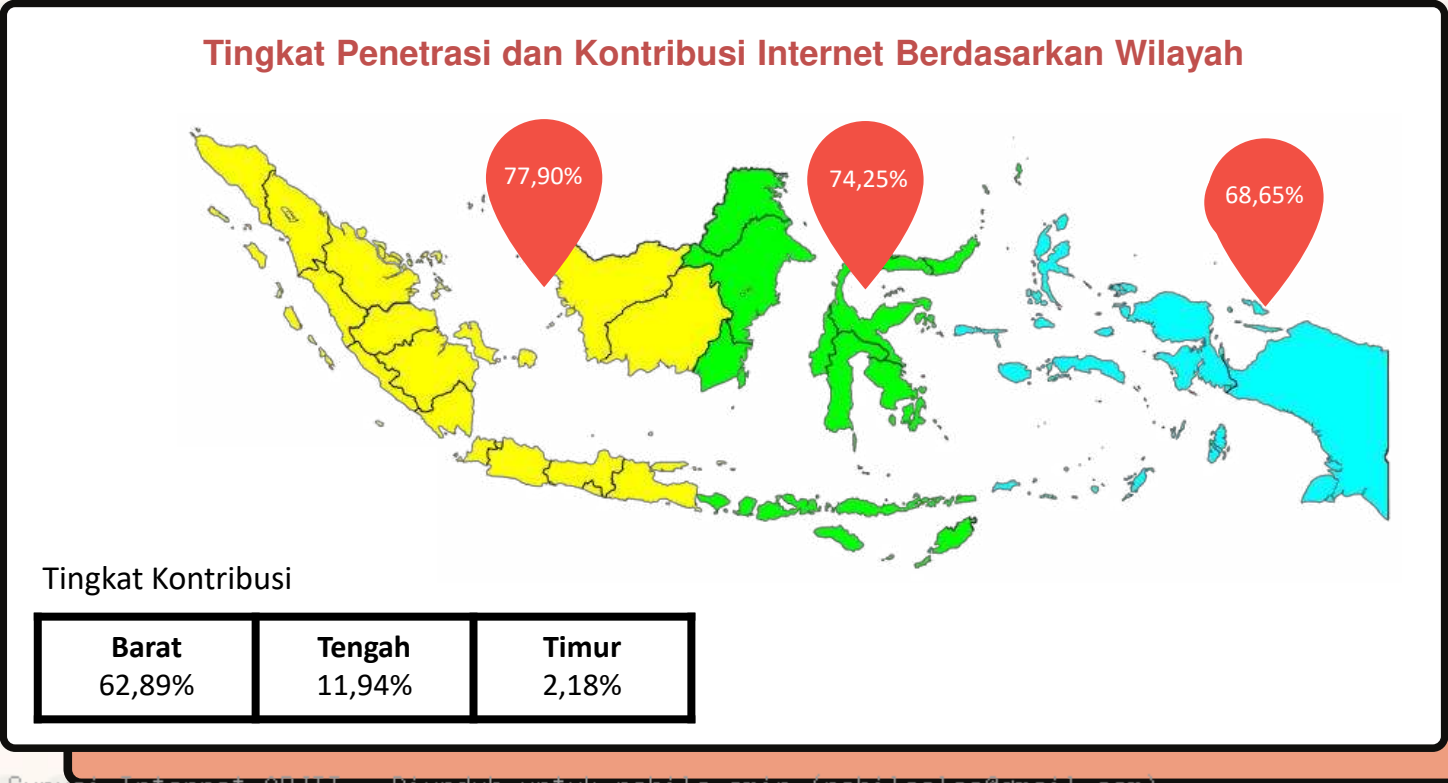 Tingkat Penetrasi dan Kontribusi Internet Berdasarkan Wilayah
77,90%
74,25%
68,65%
Tingkat Kontribusi
Barat Tengah Timur
62,89% 11,94% 2,18%